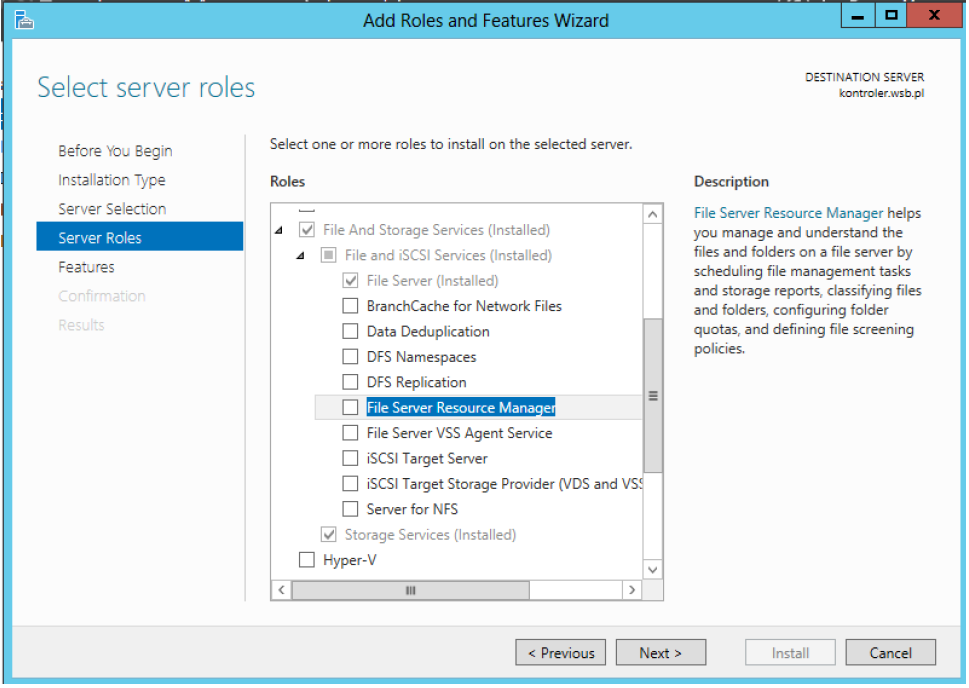 Add Roles and Features Wizard
Select server roles
DESTINATION SERVER
kontroler.wsb.pl
Before You Begin
Installation Type
Server Selection
Server Roles
Features
Confirmation
Results
Select one or more roles to install on the selected server.
Roles
File And Storage Services (Installed)
File and iSCSI Services (Installed)
File Server (Installed)
BranchCache for Network Files
Data Deduplication
DFS Namespaces
DFS Replication
File Server Resource Manager
File Server VSS Agent Service
iSCSI Target Server
iSCSI Target Storage Provider (VDS and VSS
Server for NFS
Storage Services (Installed)
Hyper-V
Description
File Server Resource Manager helps
you manage and understand the
files and folders on a file server by
scheduling file management tasks
and storage reports, classifying files
and folders, configuring folder
quotas, and defining file screening
policies.
< Previous
Next >
Install
Cancel